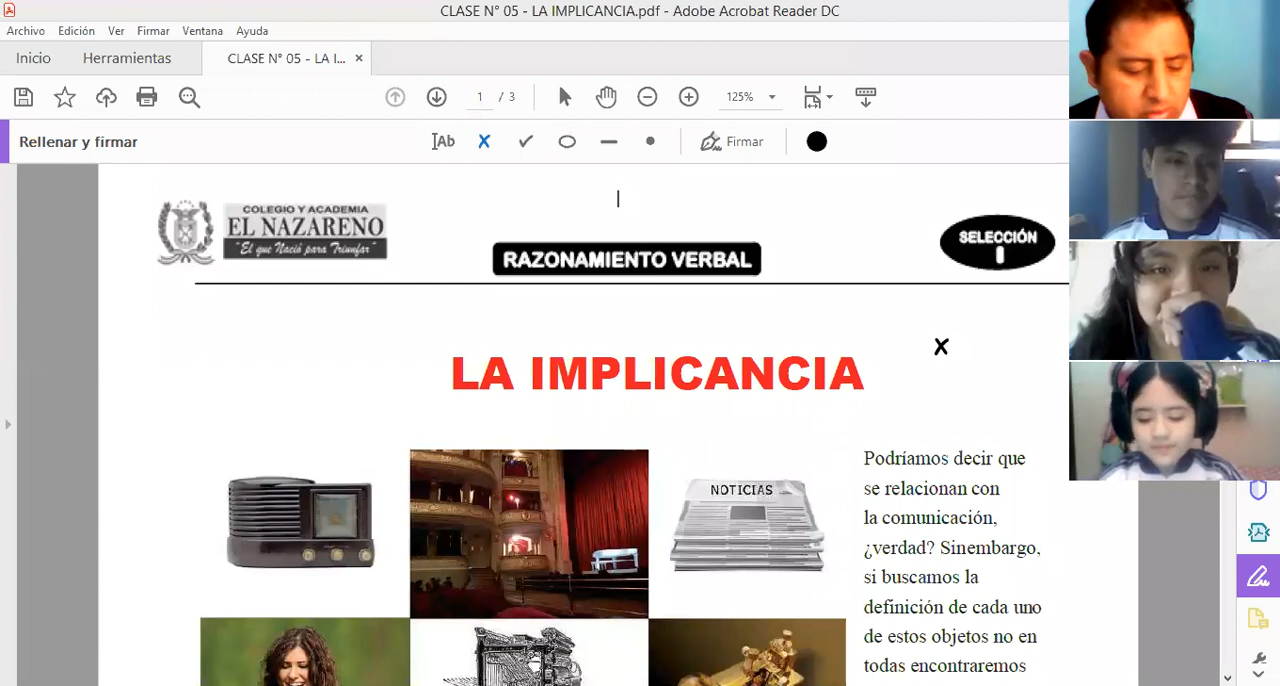 CLASE N° 05 - LA IMPLICANCIA.pdf - Adobe Acrobat Reader DC
Archivo Edición Ver Firmar Ventana Ayuda
Inicio Herramientas CLASE N° 05 - LA I... ×
1 / 3 125%
Rellenar y firmar Ab Firmar
COLEGIO Y ACADEMIA
EL NAZARENO
"El que Nació para Triunfar"
RAZONAMIENTO VERBAL
SELECCIÓN
I
LA IMPLICANCIA
NOTICIAS
Podríamos decir que
se relacionan con
la comunicación,
¿verdad? Sinembargo,
si buscamos la
definición de cada uno
de estos objetos no en
todas encontraremos